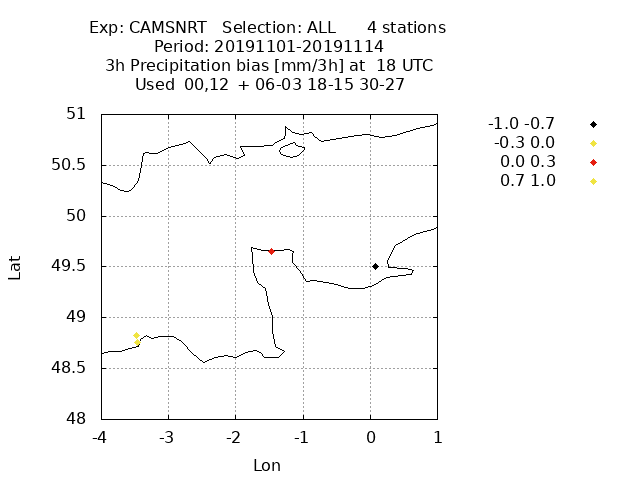 Exp: CAMSNRT   Selection: ALL      4 stations
Period: 20191101-20191114
3h Precipitation bias [mm/3h] at  18 UTC
Used  00,12  + 06-03 18-15 30-27
51
50.5
50
49.5
49
48.5
48
-4 -3 -2 -1 0 1
Lat
Lon
-1.0 -0.7
-0.3 0.0
0.0 0.3
0.7 1.0